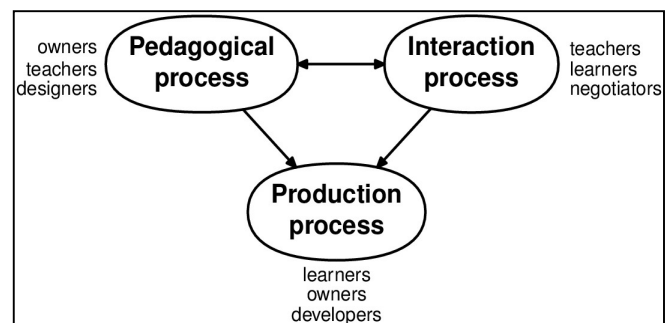 owners
teachers
designers
Pedagogical
process
Interaction
process
teachers
learners
negotiators
Production
process
learners
owners
developers